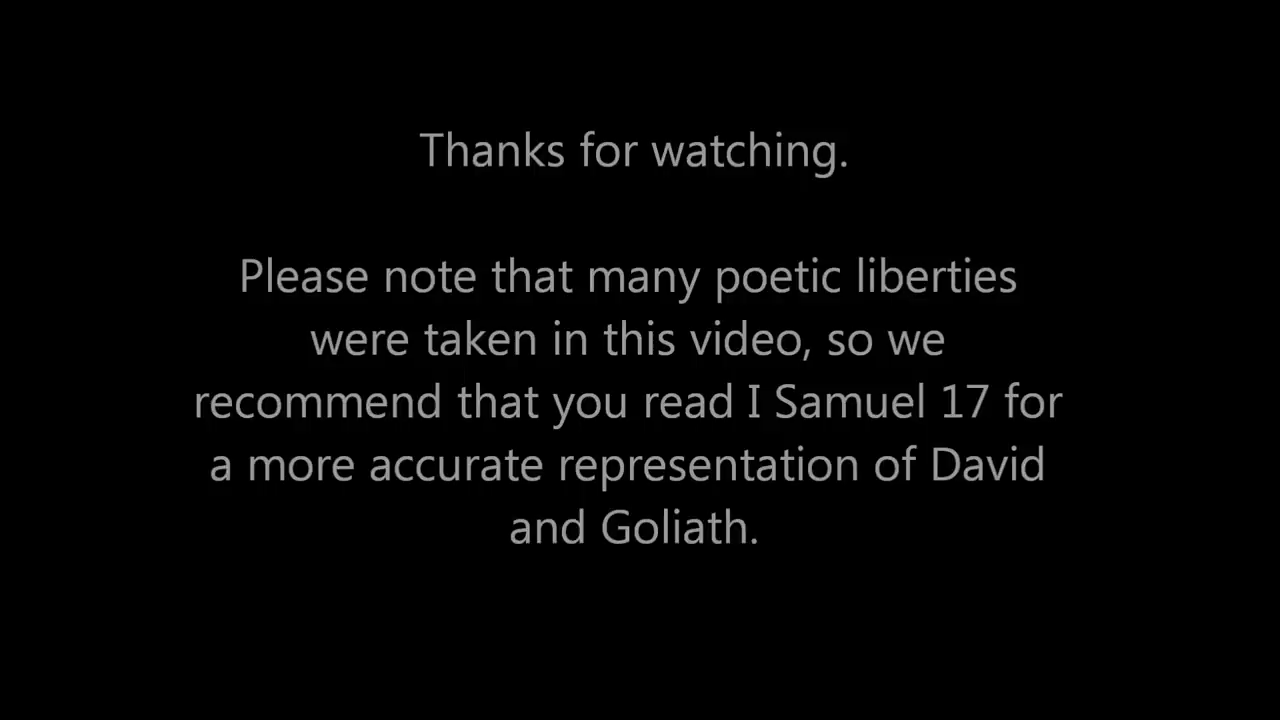 Thanks for watching.
Please note that many poetic liberties
were taken in this video, so we
recommend that you read I Samuel 17 for
a more accurate representation of David
and Goliath.